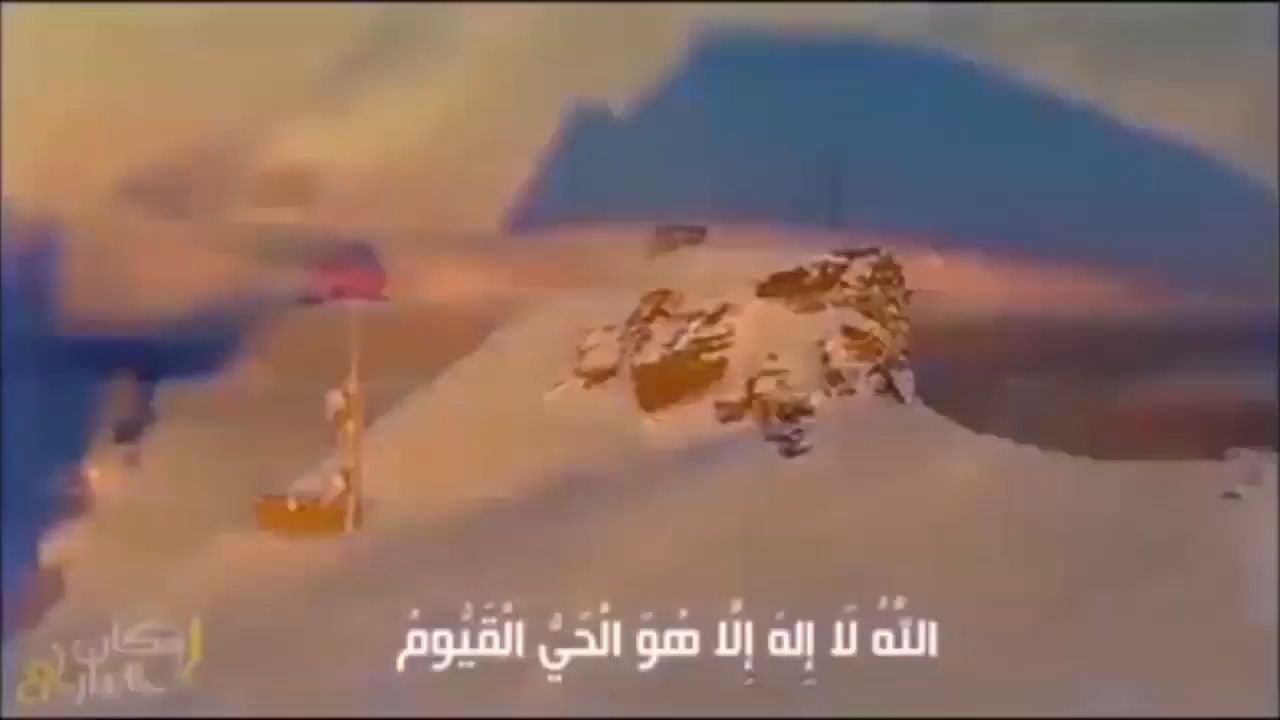 اللَّهُ لَا إِلَهَ إِلَّا هُوَ الْحَيُّ الْقَيُّومُ